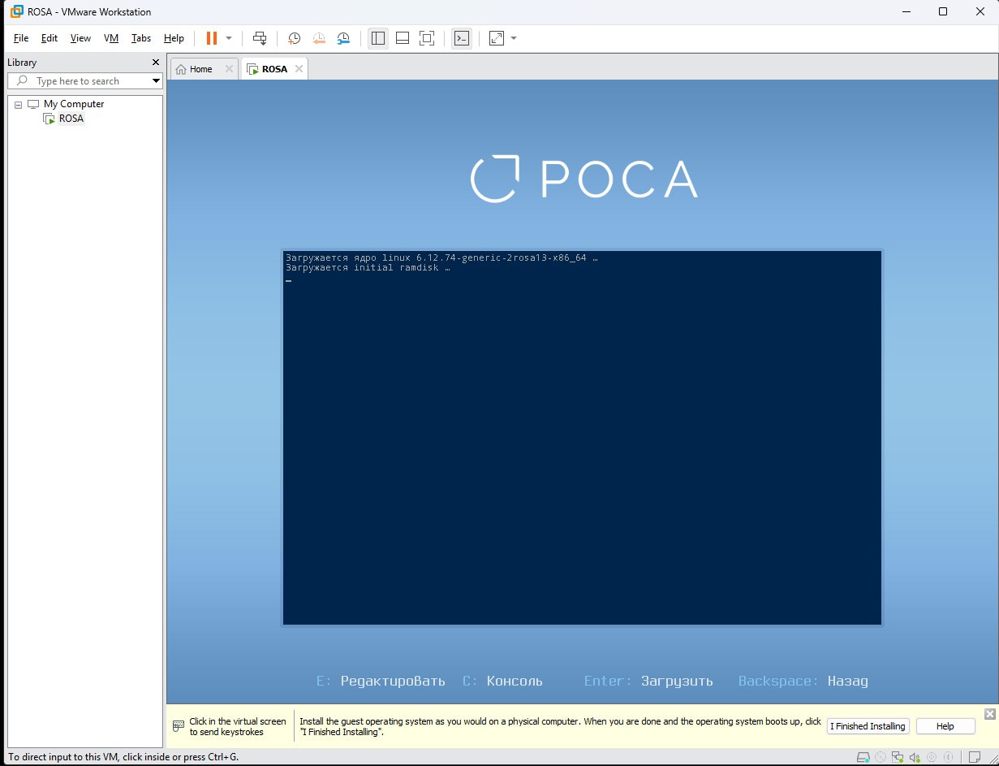 ROSA - VMware Workstation
File Edit View VM Tabs Help
Library
Type here to search
My Computer
ROSA
Home
ROSA
РОСА
Загружается ядро linux 6.12.74-generic-2rosa13-x86_64 …
Загружается initial ramdisk …
E: Редактировать C: Консоль Enter: Загрузить Backspace: Назад
Click in the virtual screen
to send keystrokes
Install the guest operating system as you would on a physical computer. When you are done and the operating system boots up, click
"I Finished Installing".
I Finished Installing
Help
To direct input to this VM, click inside or press Ctrl+G.